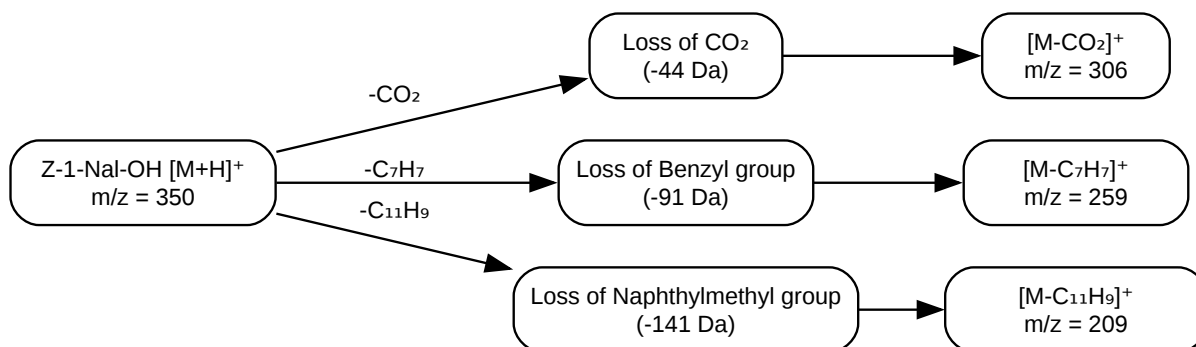 Loss of CO₂
(-44 Da)
[M-CO₂]⁺
m/z = 306
-CO₂
Z-1-Nal-OH [M+H]⁺
m/z = 350
-C₇H₇
Loss of Benzyl group
(-91 Da)
[M-C₇H₇]⁺
m/z = 259
-C₁₁H₉
Loss of Naphthylmethyl group
(-141 Da)
[M-C₁₁H₉]⁺
m/z = 209